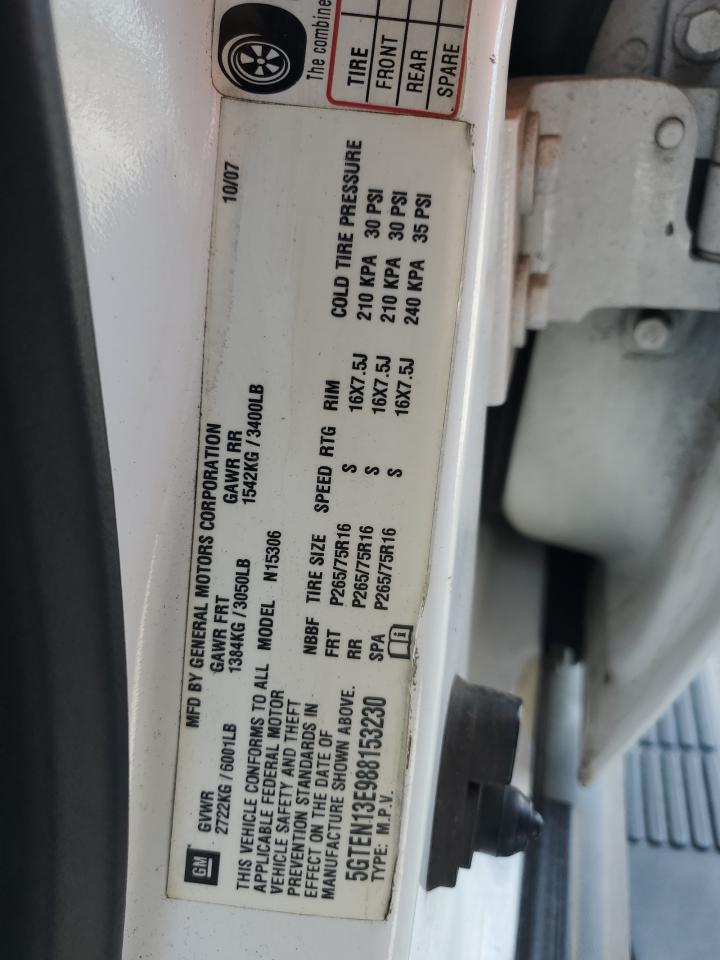 The combine
TIRE
FRONT
REAR
SPARE
GM
MFD BY GENERAL MOTORS CORPORATION
10/07
GVWR GAWR FRT GAWR RR
2722KG/6001LB 1384KG/3050LB 1542KG/3400LB
THIS VEHICLE CONFORMS TO ALL
APPLICABLE FEDERAL MOTOR
VEHICLE SAFETY AND THEFT
PREVENTION STANDARDS IN
EFFECT ON THE DATE OF
MANUFACTURE SHOWN ABOVE.
5GTEN13E988153230
TYPE: M.P.V.
MODEL N15306
NBBF TIRE SIZE SPEED RTG RIM COLD TIRE PRESSURE
FRT P265/75R16 S 16X7.5J 210 KPA 30 PSI
RR P265/75R16 S 16X7.5J 210 KPA 30 PSI
SPA P265/75R16 S 16X7.5J 240 KPA 35 PSI